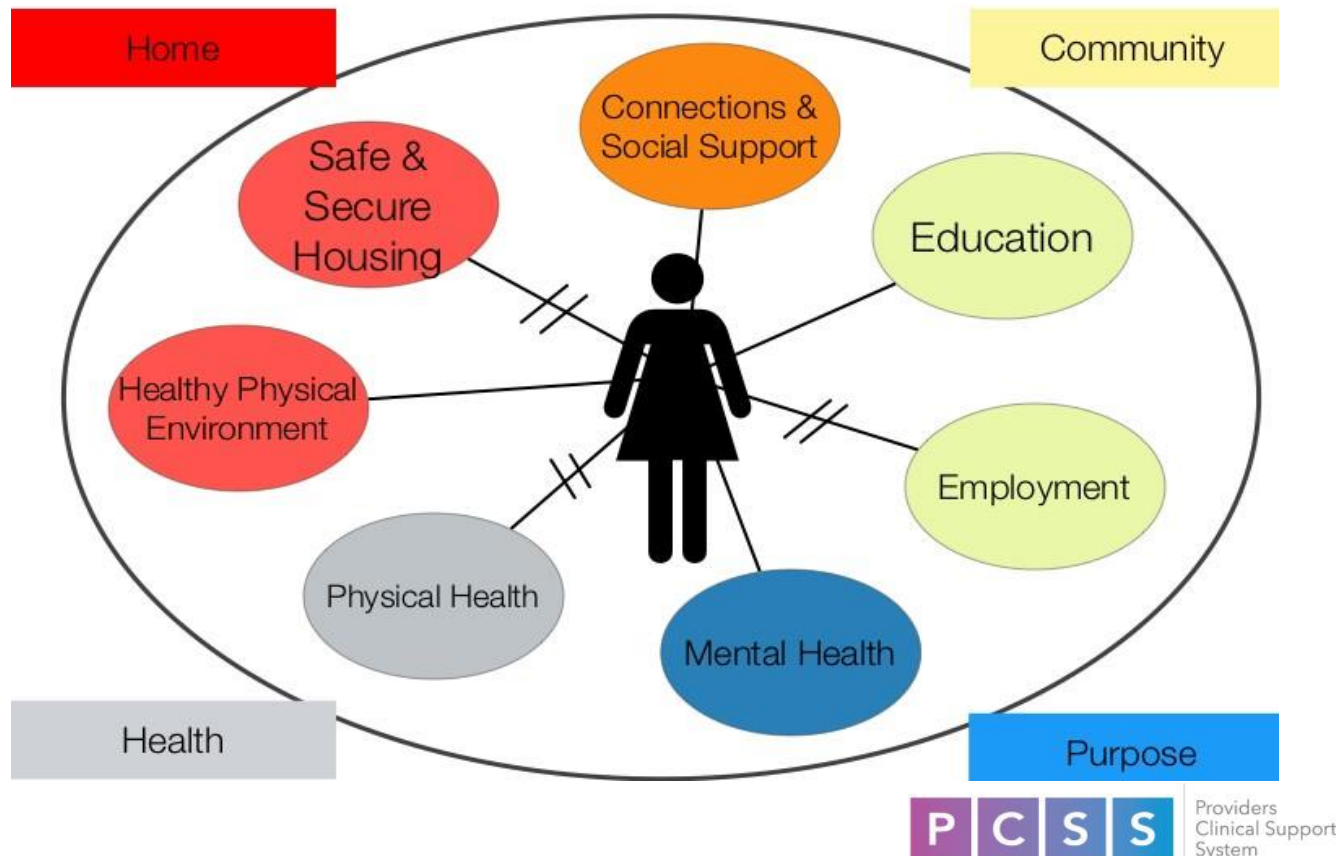 Home
Community
Connections &
Social Support
Safe &
Secure
Housing
Education
Healthy Physical
Environment
Employment
Physical Health
Mental Health
Health
Purpose
PCSS
Providers
Clinical Support
System